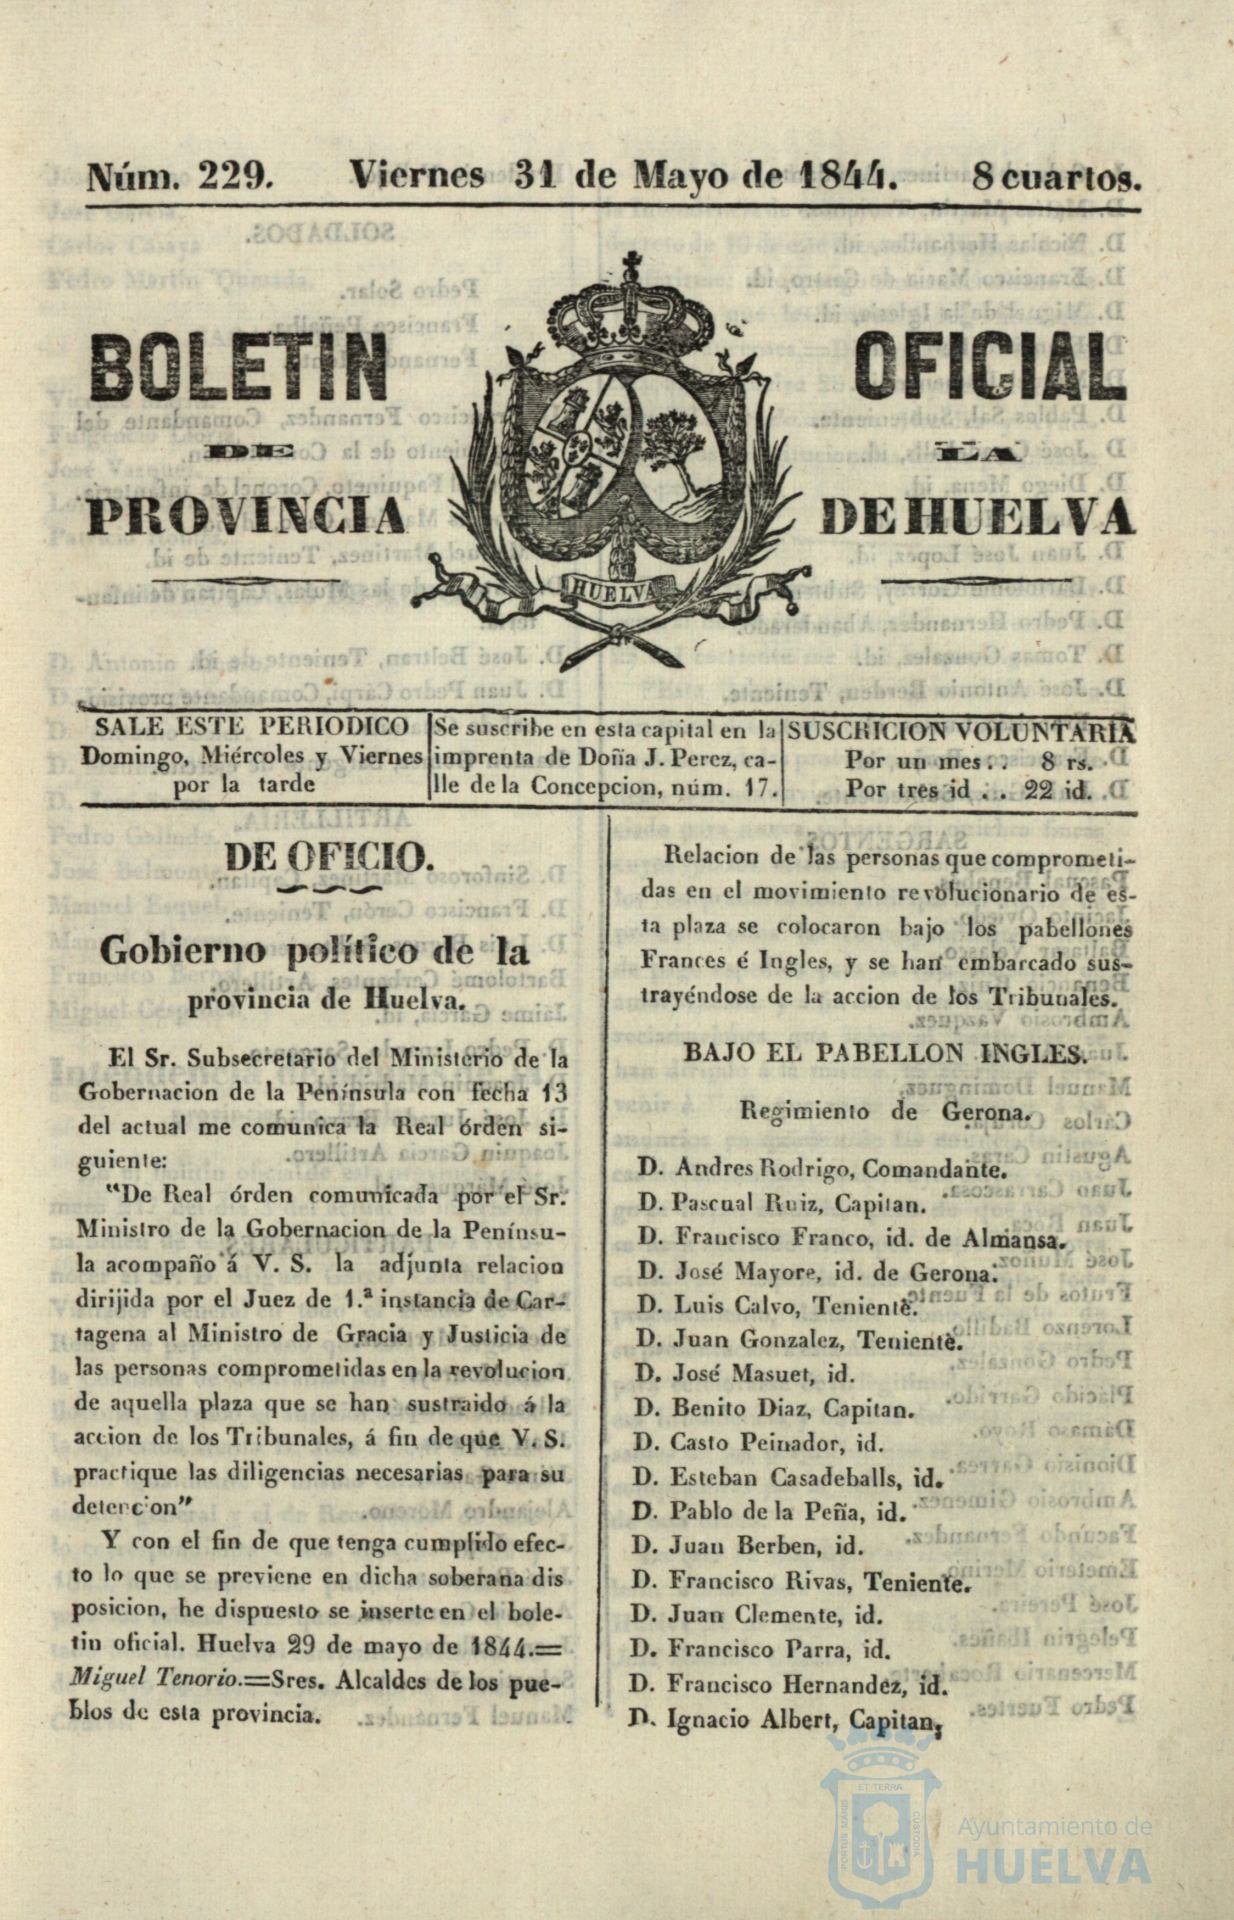 Núm. 229. Viernes 31 de Mayo de 1844. 8 cuartos.
BOLETIN OFICIAL
DE LA
PROVINCIA DE HUELVA
HUELVA
SALE ESTE PERIODICO
Domingo, Miércoles y Viernes
por la tarde
Se suscribe en esta capital en la
imprenta de Doña J. Perez, ca-
lle de la Concepcion, núm. 17.
SUSCRICION VOLUNTARIA
Por un mes . . 8 rs.
Por tres id . . 22 id.
DE OFICIO.
Gobierno político de la
provincia de Huelva.
El Sr. Subsecretario del Ministerio de la
Gobernacion de la Península con fecha 13
del actual me comunica la Real órden si-
guiente:
"De Real órden comunicada por el Sr.
Ministro de la Gobernacion de la Penínsu-
la acompaño á V. S. la adjunta relacion
dirijida por el Juez de 1.ª instancia de Car-
tagena al Ministro de Gracia y Justicia de
las personas comprometidas en la revolucion
de aquella plaza que se han sustraido á la
accion de los Tribunales, á fin de que V. S.
practique las diligencias necesarias para su
detencion"
Y con el fin de que tenga cumplido efec-
to lo que se previene en dicha soberana dis
posicion, he dispuesto se inserte en el bole-
tin oficial. Huelva 29 de mayo de 1844.=
Miguel Tenorio.=Sres. Alcaldes de los pue-
blos de esta provincia.
Relacion de las personas que comprometi-
das en el movimiento revolucionario de es-
ta plaza se colocaron bajo los pabellones
Frances é Ingles, y se han embarcado sus-
trayéndose de la accion de los Tribunales.
BAJO EL PABELLON INGLES.
Regimiento de Gerona.
D. Andres Rodrigo, Comandante.
D. Pascual Ruiz, Capitan.
D. Francisco Franco, id. de Almansa.
D. José Mayore, id. de Gerona.
D. Luis Calvo, Teniente.
D. Juan Gonzalez, Teniente.
D. José Masuet, id.
D. Benito Diaz, Capitan.
D. Casto Peinador, id.
D. Esteban Casadeballs, id.
D. Pablo de la Peña, id.
D. Juan Berben, id.
D. Francisco Rivas, Teniente.
D. Juan Clemente, id.
D. Francisco Parra, id.
D. Francisco Hernandez, id.
D. Ignacio Albert, Capitan,
ET TERRA
PORTUS MARIS
CUSTODIA
Ayuntamiento de
HUELVA